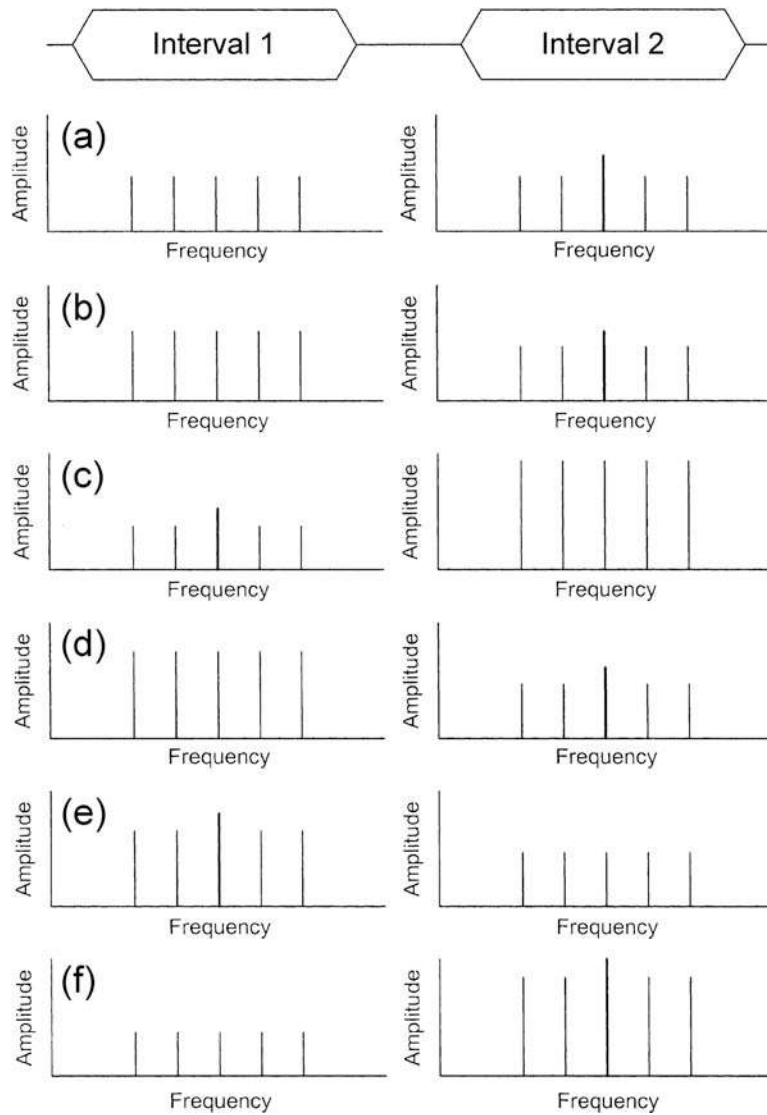 Interval 1 Interval 2
(a)
Amplitude Amplitude
Frequency Frequency
(b)
Amplitude Amplitude
Frequency Frequency
(c)
Amplitude Amplitude
Frequency Frequency
(d)
Amplitude Amplitude
Frequency Frequency
(e)
Amplitude Amplitude
Frequency Frequency
(f)
Amplitude Amplitude
Frequency Frequency